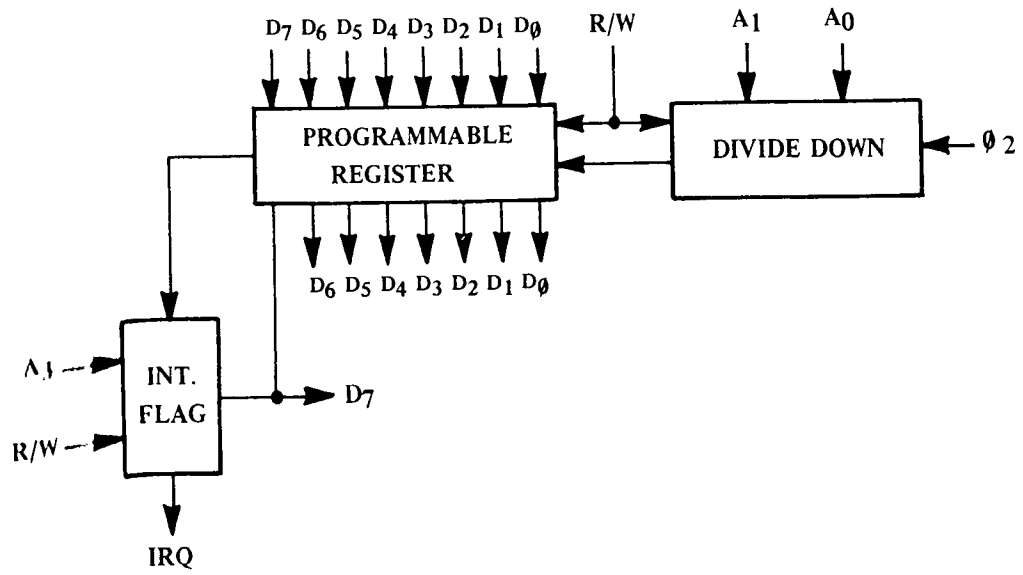 D7 D6 D5 D4 D3 D2 D1 DØ
R/W
A1
A0
PROGRAMMABLE
REGISTER
DIVIDE DOWN
Ø2
D6 D5 D4 D3 D2 D1 DØ
INT.
FLAG
R/W
D7
IRQ